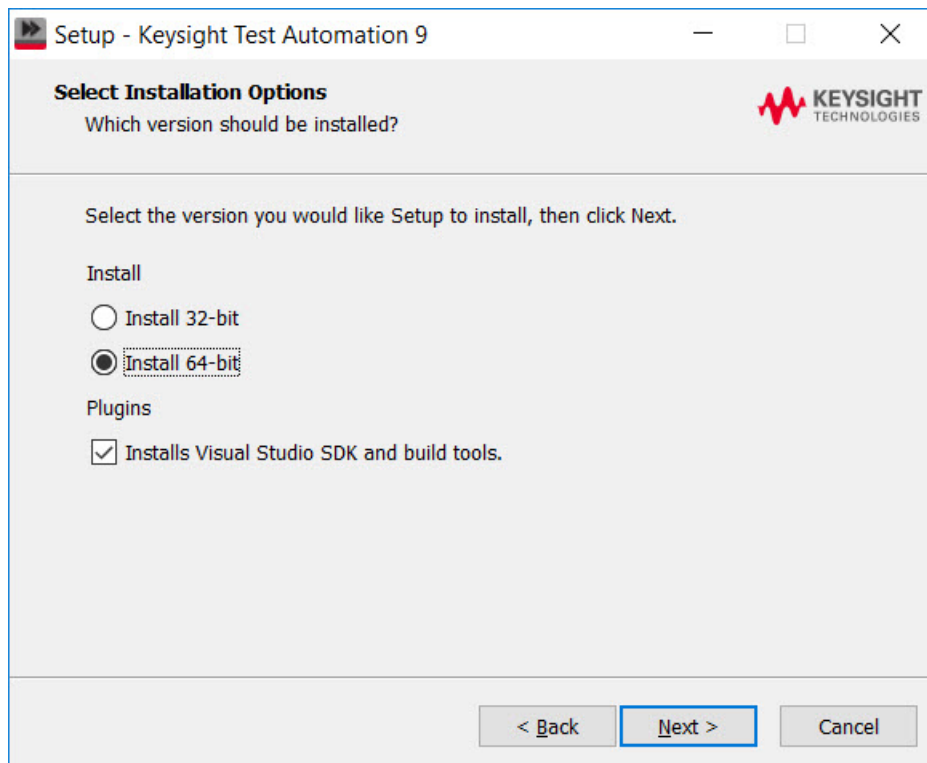 Setup - Keysight Test Automation 9
Select Installation Options
Which version should be installed?
KEYSIGHT
TECHNOLOGIES
Select the version you would like Setup to install, then click Next.
Install
Install 32-bit
Install 64-bit
Plugins
Installs Visual Studio SDK and build tools.
< Back
Next >
Cancel